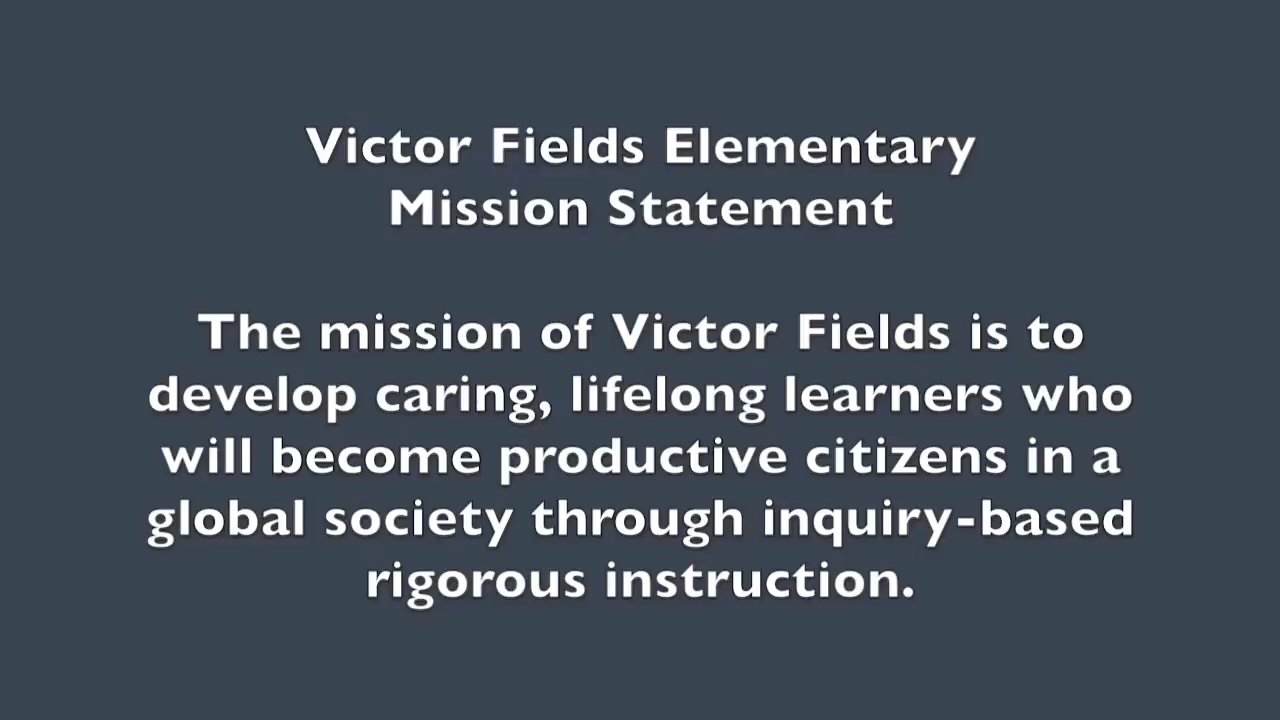 Victor Fields Elementary
Mission Statement
The mission of Victor Fields is to
develop caring, lifelong learners who
will become productive citizens in a
global society through inquiry-based
rigorous instruction.